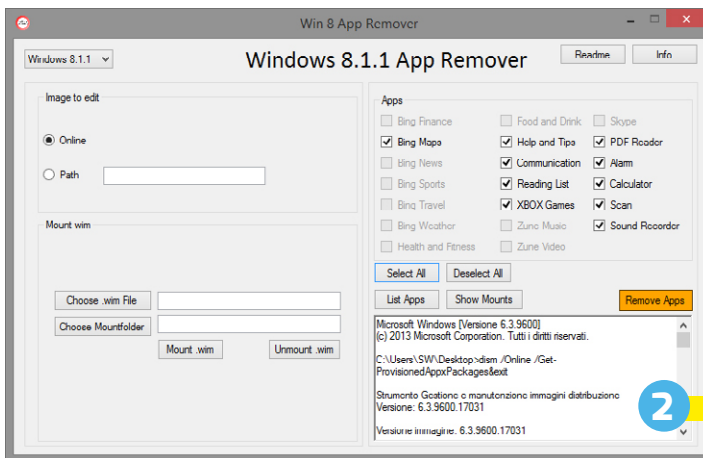 Win 8 App Remover
Windows 8.1.1
Windows 8.1.1 App Remover
Readme
Info
Image to edit
Online
Path
Mount wim
Choose .wim File
Choose Mountfolder
Mount .wim
Unmount .wim
Apps
Bing Finance
Food and Drink
Skype
Bing Maps
Help and Tips
PDF Reader
Bing News
Communication
Alarm
Bing Sports
Reading List
Calculator
Bing Travel
XBOX Games
Scan
Bing Weather
Zune Music
Sound Recorder
Health and Fitness
Zune Video
Select All
Deselect All
List Apps
Show Mounts
Remove Apps
Microsoft Windows [Versione 6.3.9600]
(c) 2013 Microsoft Corporation. Tutti i diritti riservati.
C:\Users\SW\Desktop>dism /Online /Get-
ProvisionedAppxPackages&exit
Strumento Gestione e manutenzione immagini distribuzione
Versione: 6.3.9600.17031
Versione immagine: 6.3.9600.17031
2